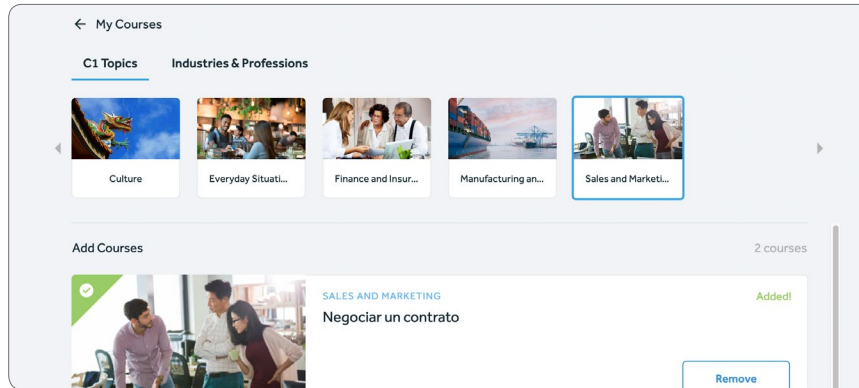 My Courses
C1 Topics Industries & Professions
Culture Everyday Situati... Finance and Insur... Manufacturing an... Sales and Marketi...
Add Courses 2 courses
SALES AND MARKETING Added!
Negociar un contrato
Remove